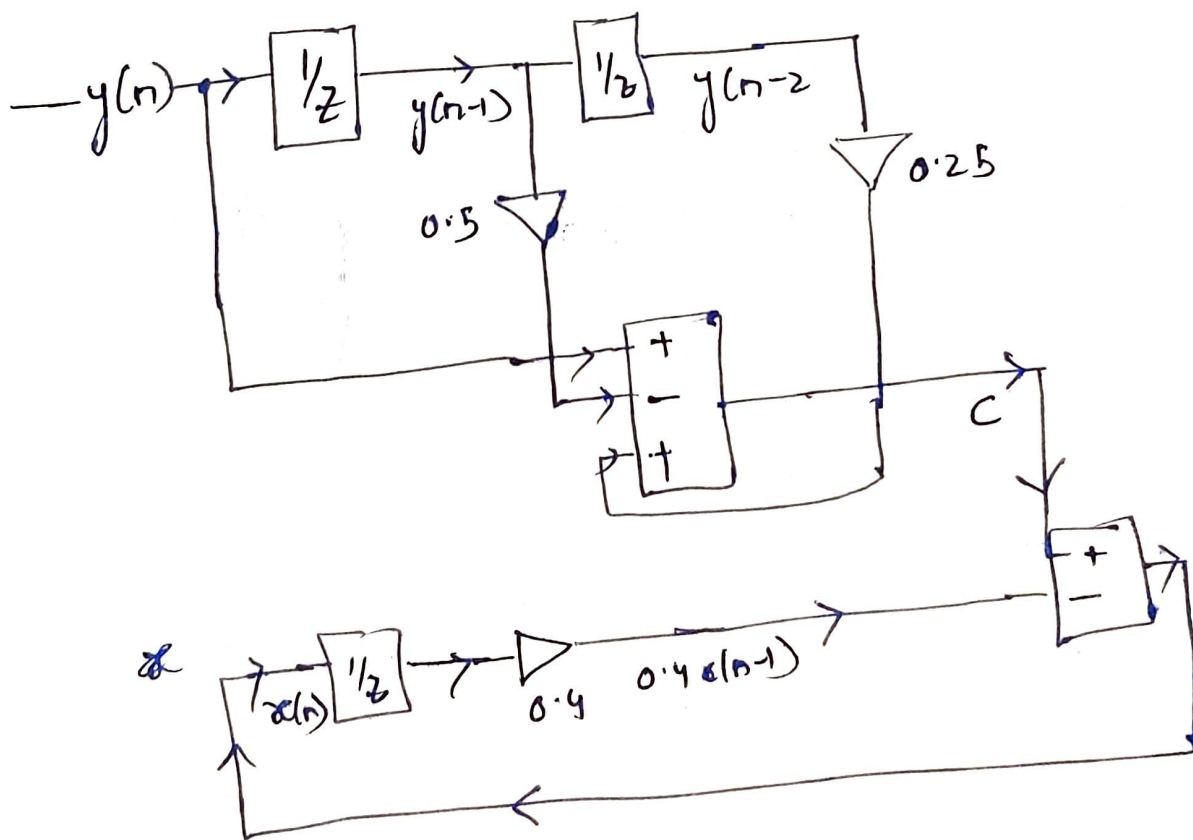 y(n)
1/z
y(n-1)
1/z
y(n-2
0.5
0.25
+
-
+
C
+
-
x
x(n)
1/z
0.4
0.4 x(n-1)